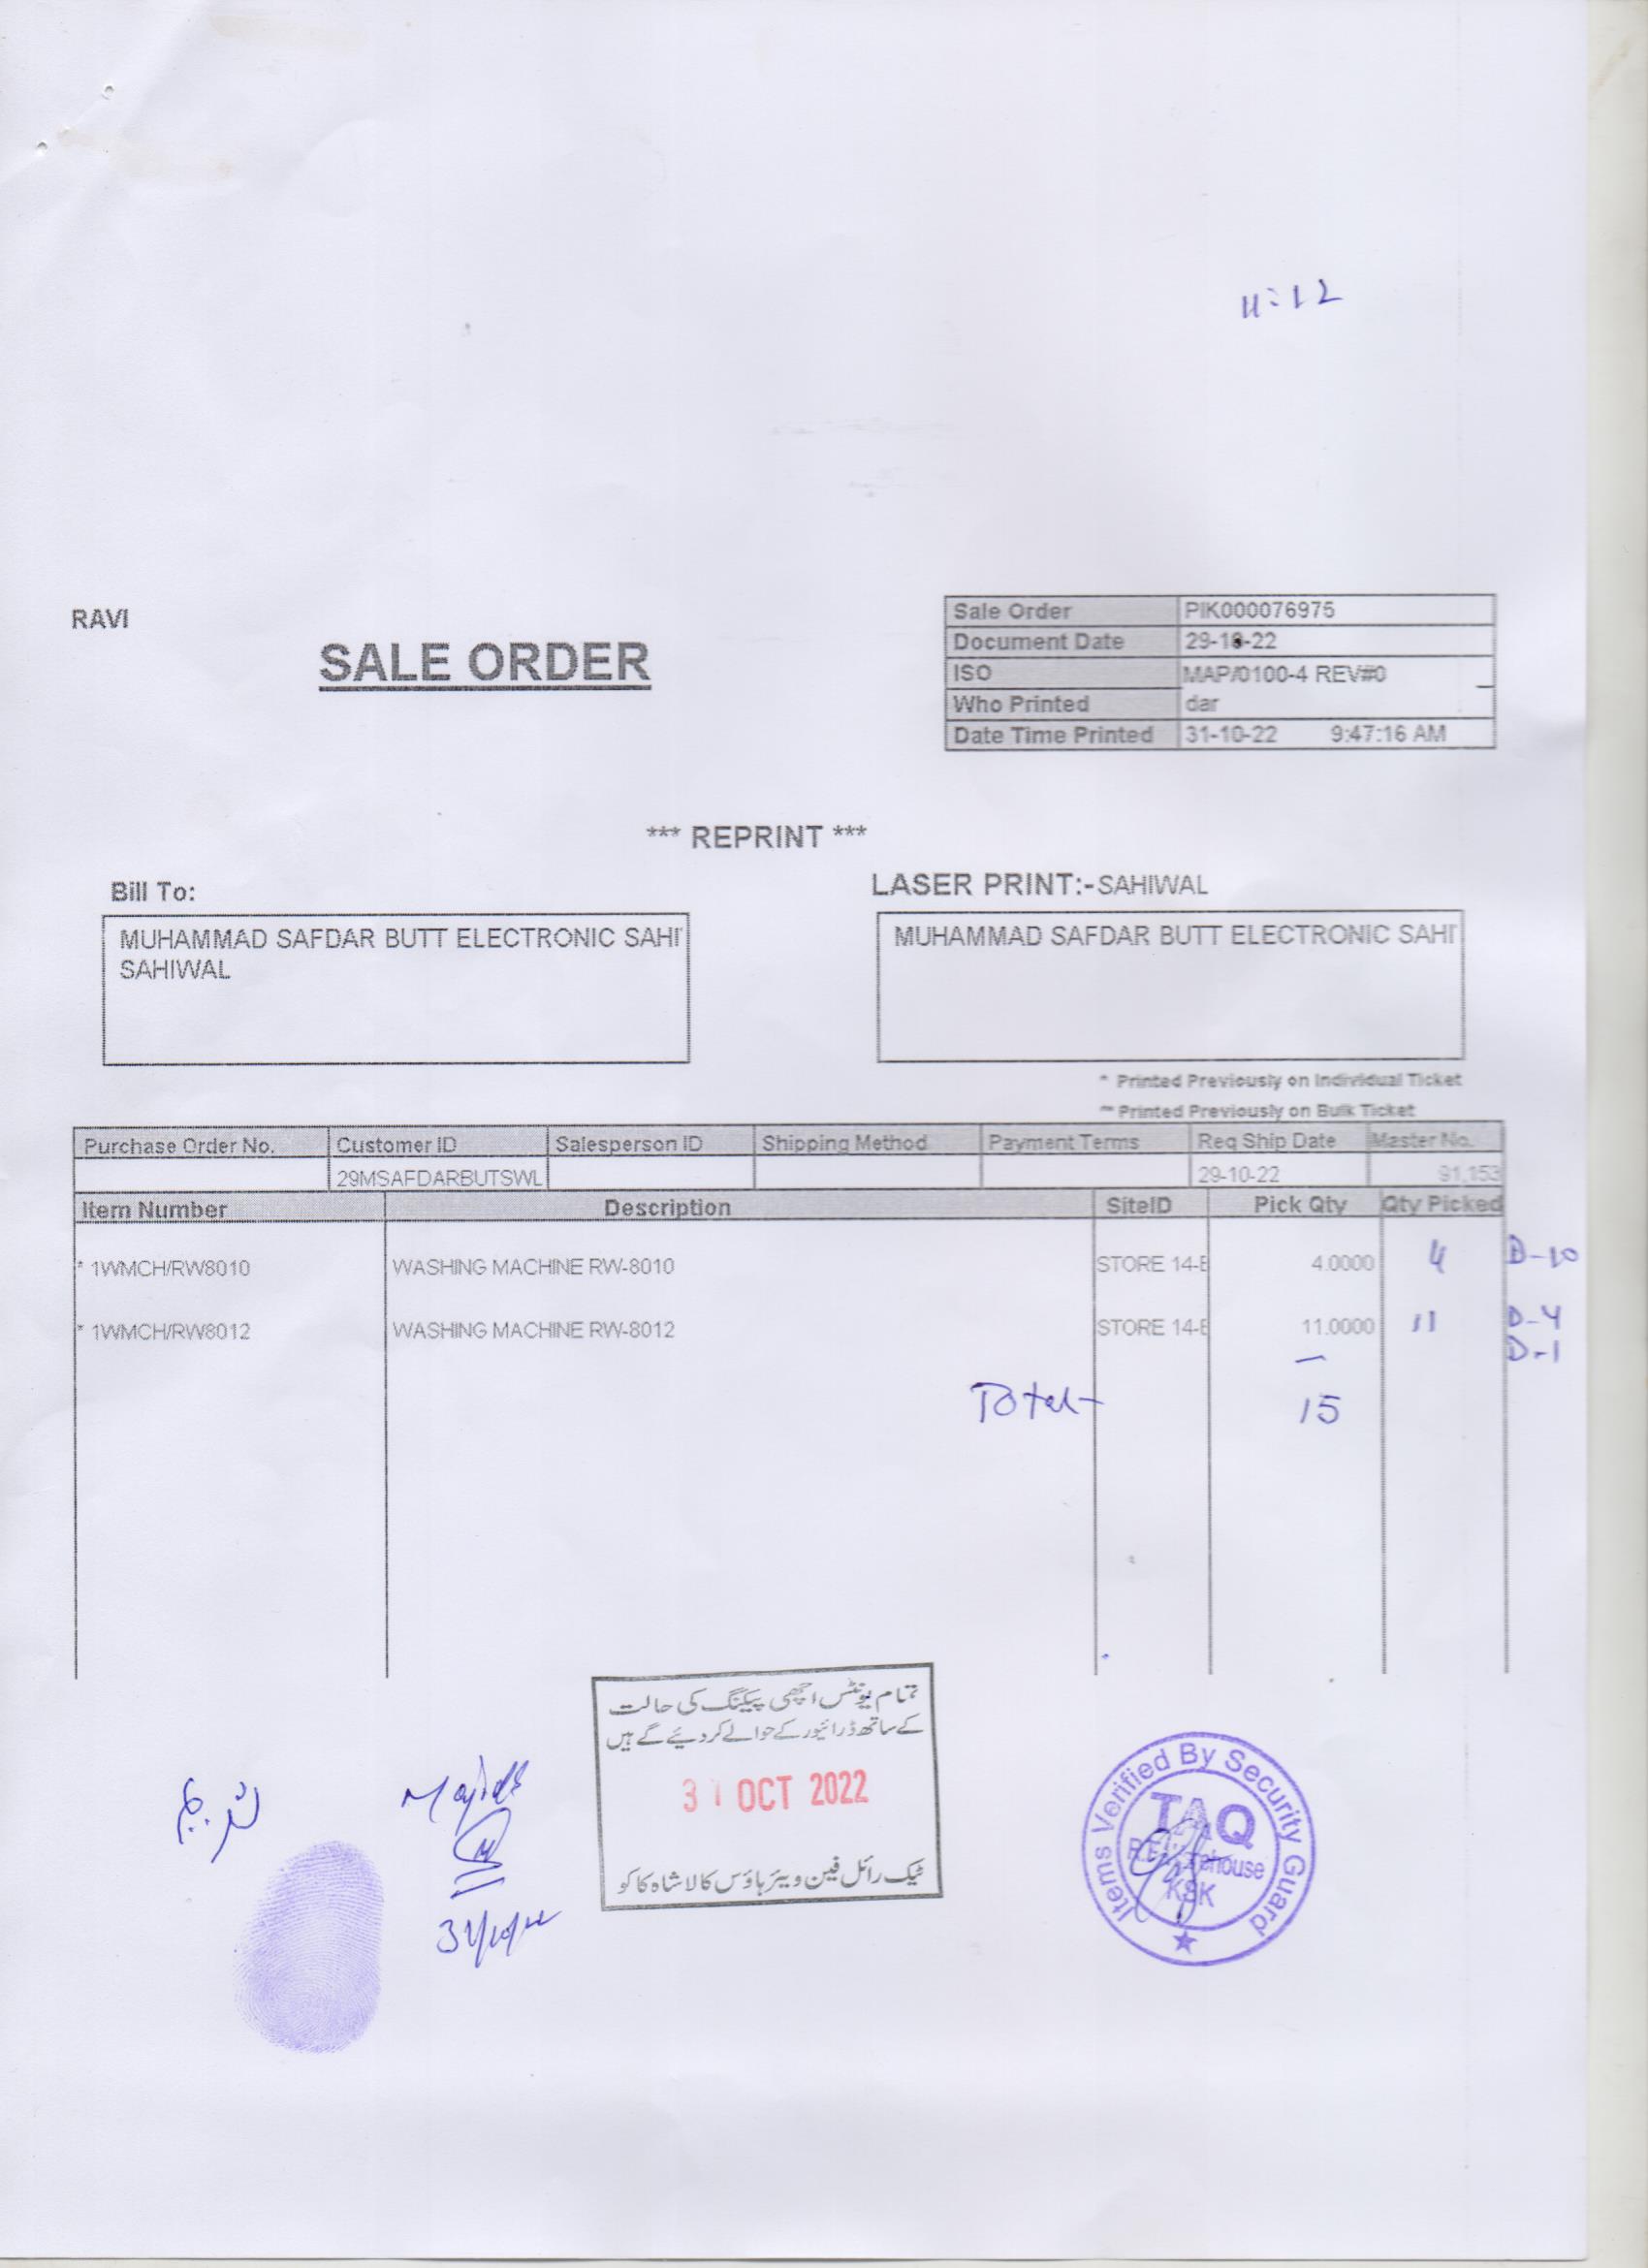 11:12
RAVI
SALE ORDER
Sale Order PIK000076975
Document Date 29-10-22
ISO MAP/0100-4 REV#0
Who Printed dar
Date Time Printed 31-10-22 9:47:16 AM
*** REPRINT ***
Bill To:
MUHAMMAD SAFDAR BUTT ELECTRONIC SAHI
SAHIWAL
LASER PRINT:-SAHIWAL
MUHAMMAD SAFDAR BUTT ELECTRONIC SAHI
* Printed Previously on Individual Ticket
~ Printed Previously on Bulk Ticket
Purchase Order No. Customer ID Salesperson ID Shipping Method Payment Terms Req Ship Date Master No.
29MSAFDARBUTSWL 29-10-22 91,153
Item Number Description SiteID Pick Qty Qty Picked
* 1WMCH/RW8010 WASHING MACHINE RW-8010 STORE 14-E 4.0000 4 D-10
* 1WMCH/RW8012 WASHING MACHINE RW-8012 STORE 14-E 11.0000 11 D-4
D-1
Total 15
تمام یونٹس اچھی پیکنگ کی حالت
کے ساتھ ڈرائیور کے حوالے کر دیئے گے ہیں
31 OCT 2022
ٹیک رائل فین ویئر ہاؤس کالا شاہ کاکو
Majid
31/10/22
Items Verified By Security Guard
TAQ
KSK